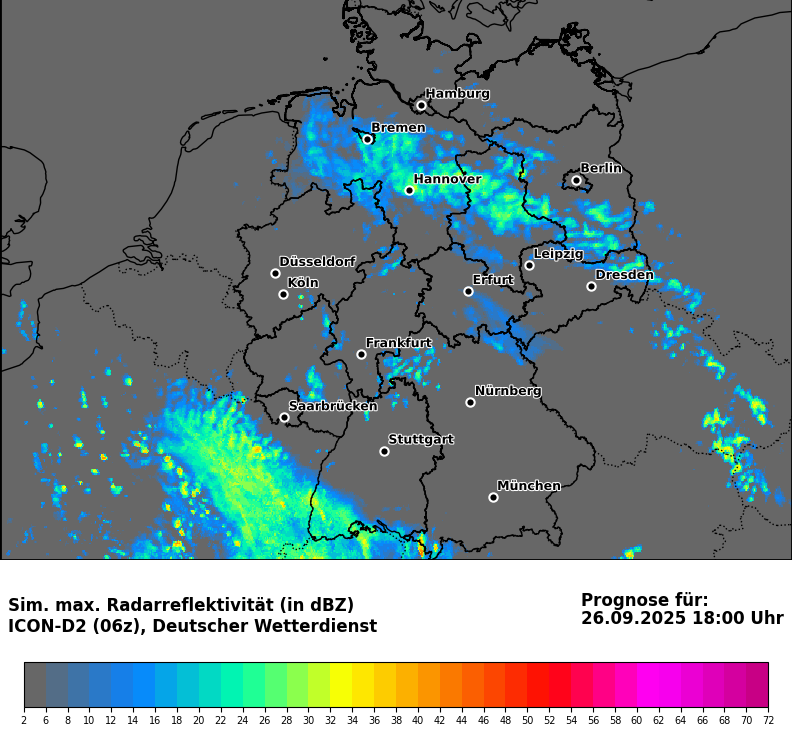 Hamburg
Bremen
Berlin
Hannover
Düsseldorf
Leipzig
Köln
Erfurt
Dresden
Frankfurt
Nürnberg
Saarbrücken
Stuttgart
München
Sim. max. Radarreflektivität (in dBZ)
ICON-D2 (06z), Deutscher Wetterdienst
Prognose für:
26.09.2025 18:00 Uhr
2 6 8 10 12 14 16 18 20 22 24 26 28 30 32 34 36 38 40 42 44 46 48 50 52 54 56 58 60 62 64 66 68 70 72